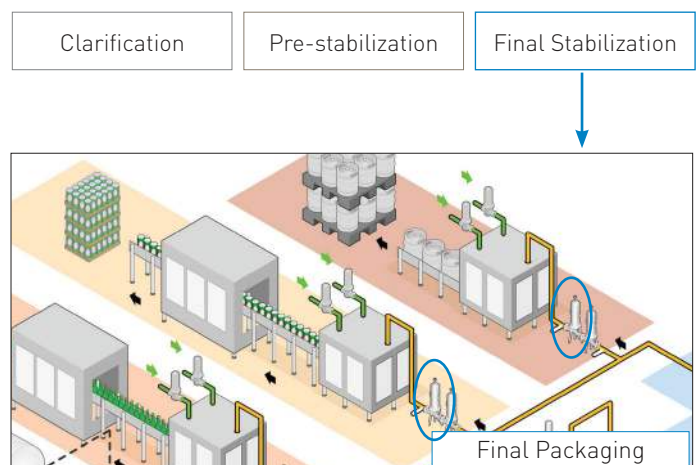 Clarification
Pre-stabilization
Final Stabilization
Final Packaging